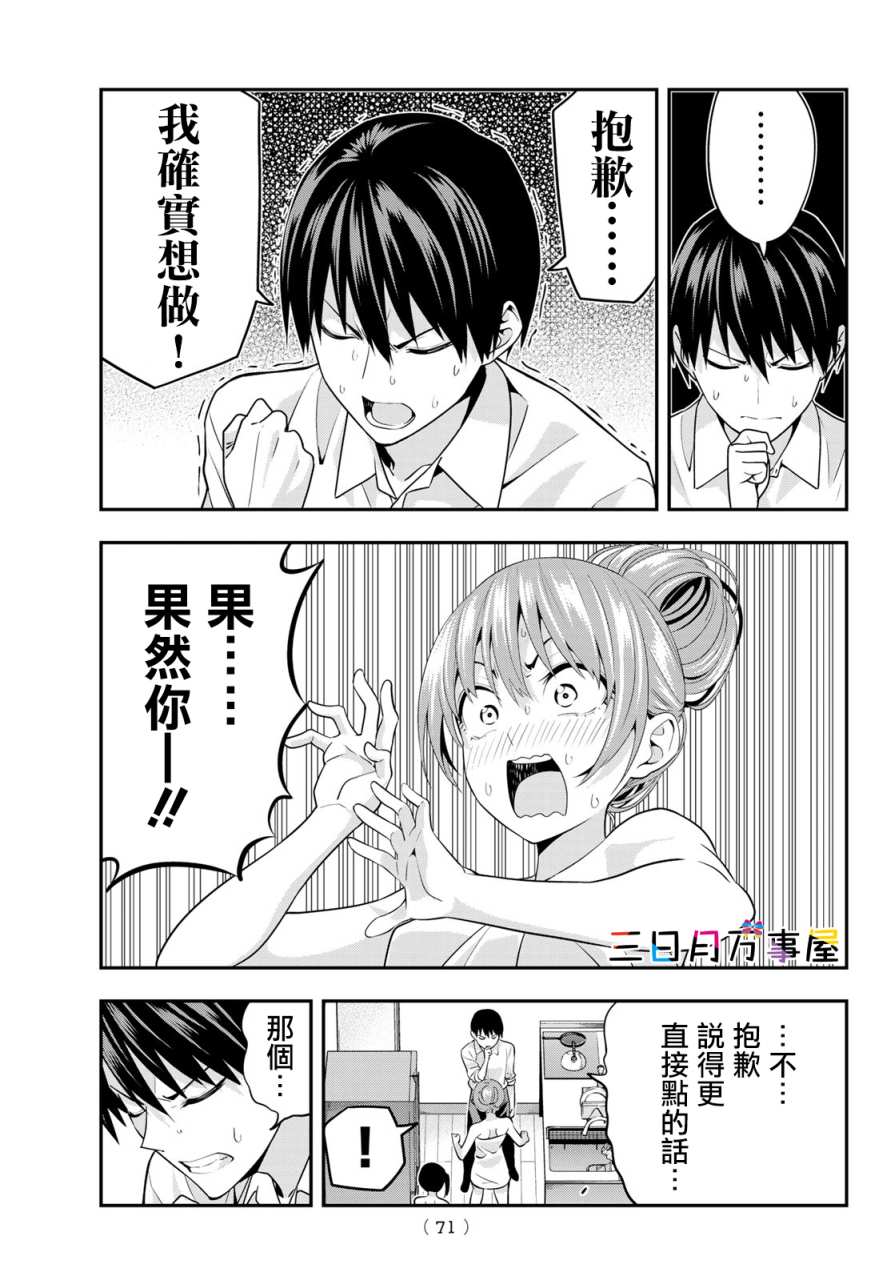 ………
抱歉……
我確實想做！
果……
果然你——!!
三日月万事屋
…不…
抱歉
說得更
直接點的話…
！
那個…
（71）